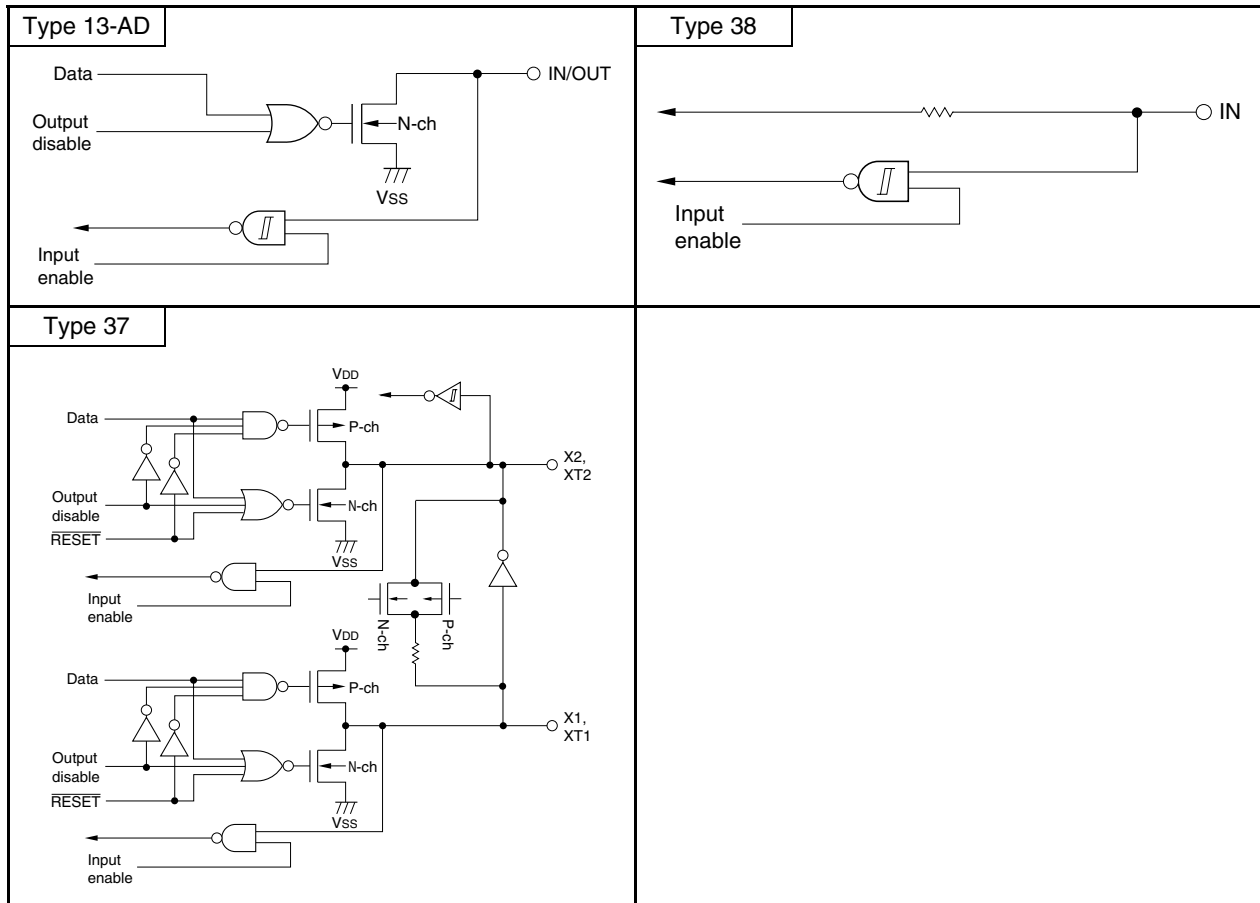 Type 13-AD
Data
IN/OUT
Output
disable
N-ch
VSS
Input
enable
Type 38
IN
Input
enable
Type 37
VDD
Data
P-ch
X2,
XT2
Output
disable
N-ch
RESET
VSS
Input
enable
N-ch
P-ch
VDD
Data
P-ch
X1,
XT1
Output
disable
N-ch
RESET
VSS
Input
enable